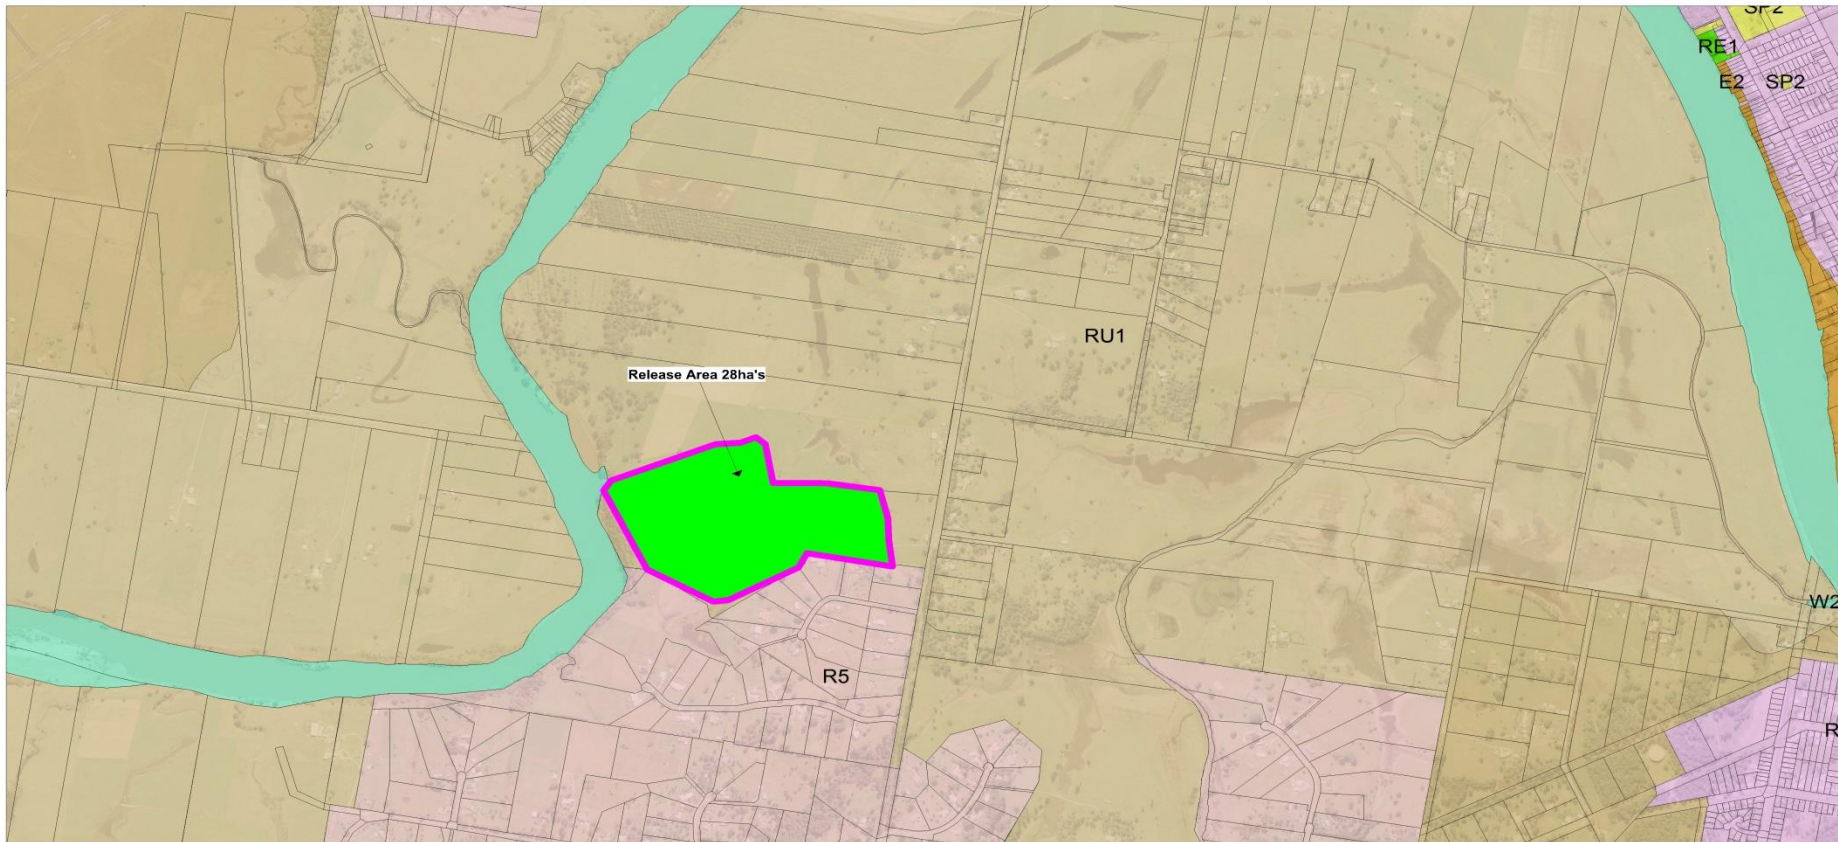 SP2
RE1
E2
SP2
RU1
Release Area 28ha's
W2
R5
R